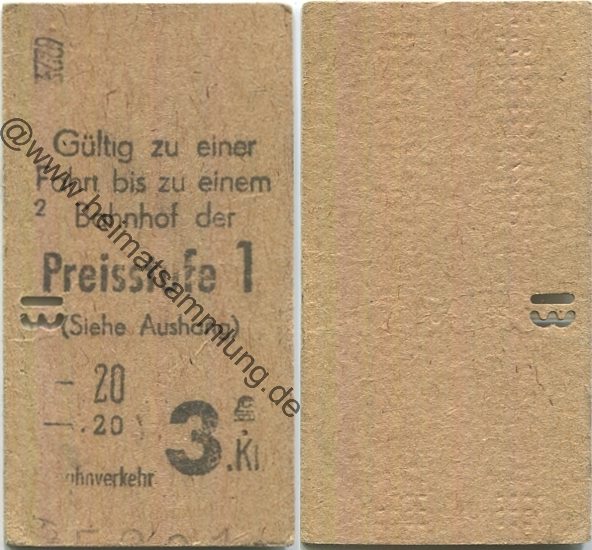 Gültig zu einer
Fahrt bis zu einem
2 Bahnhof der
Preisstufe 1
(Siehe Aushang)
- 20
-.20
3 .Kl
@www.heimatsammlung.de